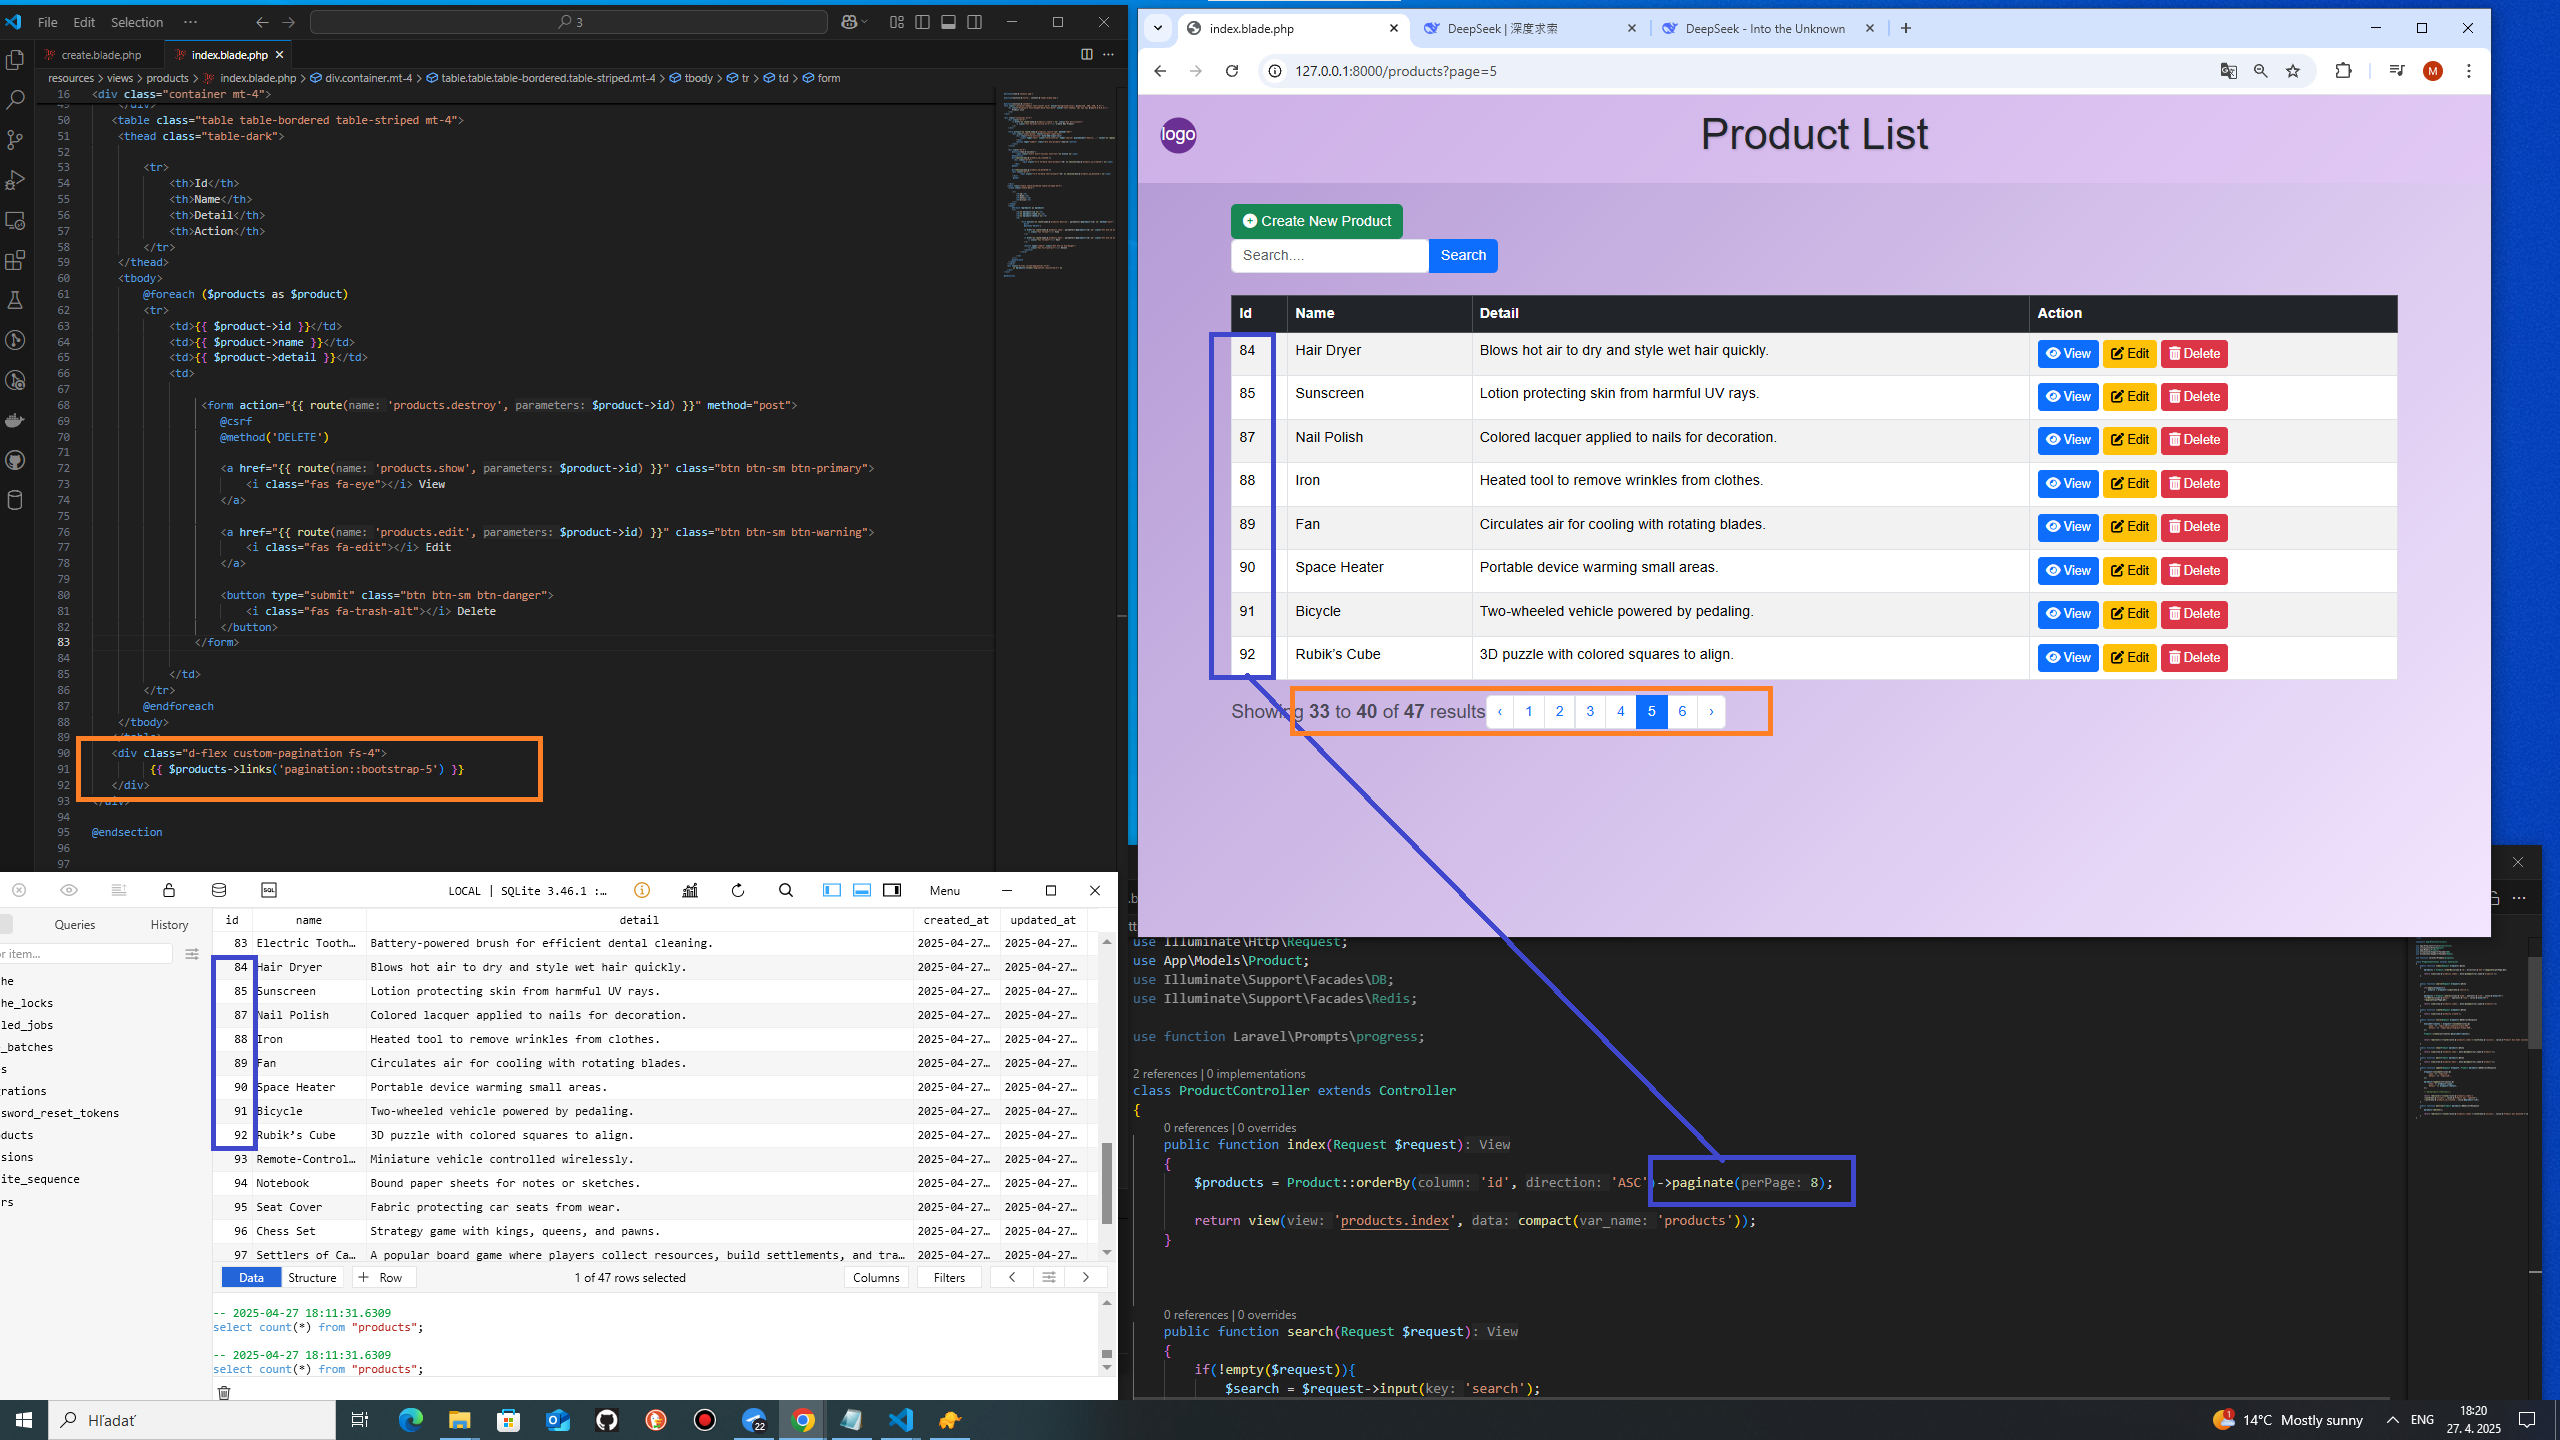 File Edit Selection ··· 3
create.blade.php index.blade.php
resources > views > products > index.blade.php > div.container.mt-4 > table.table.table-bordered.table-striped.mt-4 > tbody > tr > td > form
16 <div class="container mt-4">
49 </div>
50 <table class="table table-bordered table-striped mt-4">
51 <thead class="table-dark">
52
53 <tr>
54 <th>Id</th>
55 <th>Name</th>
56 <th>Detail</th>
57 <th>Action</th>
58 </tr>
59 </thead>
60 <tbody>
61 @foreach ($products as $product)
62 <tr>
63 <td>{{ $product->id }}</td>
64 <td>{{ $product->name }}</td>
65 <td>{{ $product->detail }}</td>
66 <td>
67
68 <form action="{{ route(name: 'products.destroy', parameters: $product->id) }}" method="post">
69 @csrf
70 @method('DELETE')
71
72 <a href="{{ route(name: 'products.show', parameters: $product->id) }}" class="btn btn-sm btn-primary">
73 <i class="fas fa-eye"></i> View
74 </a>
75
76 <a href="{{ route(name: 'products.edit', parameters: $product->id) }}" class="btn btn-sm btn-warning">
77 <i class="fas fa-edit"></i> Edit
78 </a>
79
80 <button type="submit" class="btn btn-sm btn-danger">
81 <i class="fas fa-trash-alt"></i> Delete
82 </button>
83 </form>
84
85 </td>
86 </tr>
87 @endforeach
88 </tbody>
89 </table>
90 <div class="d-flex custom-pagination fs-4">
91 {{ $products->links('pagination::bootstrap-5') }}
92 </div>
93 </div>
94
95 @endsection
96
97
index.blade.php DeepSeek | 深度求索 DeepSeek - Into the Unknown
127.0.0.1:8000/products?page=5 M
logo Product List
Create New Product
Search.... Search
Id Name Detail Action
84 Hair Dryer Blows hot air to dry and style wet hair quickly. View Edit Delete
85 Sunscreen Lotion protecting skin from harmful UV rays. View Edit Delete
87 Nail Polish Colored lacquer applied to nails for decoration. View Edit Delete
88 Iron Heated tool to remove wrinkles from clothes. View Edit Delete
89 Fan Circulates air for cooling with rotating blades. View Edit Delete
90 Space Heater Portable device warming small areas. View Edit Delete
91 Bicycle Two-wheeled vehicle powered by pedaling. View Edit Delete
92 Rubik’s Cube 3D puzzle with colored squares to align. View Edit Delete
Showing 33 to 40 of 47 results ‹ 1 2 3 4 5 6 ›
LOCAL | SQLite 3.46.1 :... SQL Menu
Queries History
or item...
he
he_locks
led_jobs
_batches
s
grations
sword_reset_tokens
ducts
sions
ite_sequence
rs
id name detail created_at updated_at
83 Electric Tooth… Battery-powered brush for efficient dental cleaning. 2025-04-27… 2025-04-27…
84 Hair Dryer Blows hot air to dry and style wet hair quickly. 2025-04-27… 2025-04-27…
85 Sunscreen Lotion protecting skin from harmful UV rays. 2025-04-27… 2025-04-27…
87 Nail Polish Colored lacquer applied to nails for decoration. 2025-04-27… 2025-04-27…
88 Iron Heated tool to remove wrinkles from clothes. 2025-04-27… 2025-04-27…
89 Fan Circulates air for cooling with rotating blades. 2025-04-27… 2025-04-27…
90 Space Heater Portable device warming small areas. 2025-04-27… 2025-04-27…
91 Bicycle Two-wheeled vehicle powered by pedaling. 2025-04-27… 2025-04-27…
92 Rubik’s Cube 3D puzzle with colored squares to align. 2025-04-27… 2025-04-27…
93 Remote-Control… Miniature vehicle controlled wirelessly. 2025-04-27… 2025-04-27…
94 Notebook Bound paper sheets for notes or sketches. 2025-04-27… 2025-04-27…
95 Seat Cover Fabric protecting car seats from wear. 2025-04-27… 2025-04-27…
96 Chess Set Strategy game with kings, queens, and pawns. 2025-04-27… 2025-04-27…
97 Settlers of Ca… A popular board game where players collect resources, build settlements, and tra… 2025-04-27… 2025-04-27…
Data Structure + Row 1 of 47 rows selected Columns Filters
-- 2025-04-27 18:11:31.6309
select count(*) from "products";
-- 2025-04-27 18:11:31.6309
select count(*) from "products";
use Illuminate\Http\Request;
use App\Models\Product;
use Illuminate\Support\Facades\DB;
use Illuminate\Support\Facades\Redis;
use function Laravel\Prompts\progress;
2 references | 0 implementations
class ProductController extends Controller
{
0 references | 0 overrides
public function index(Request $request): View
{
$products = Product::orderBy(column: 'id', direction: 'ASC')->paginate(perPage: 8);
return view(view: 'products.index', data: compact(var_name: 'products'));
}
0 references | 0 overrides
public function search(Request $request): View
{
if(!empty($request)){
$search = $request->input(key: 'search');
Hľadať 22 1 14°C Mostly sunny ENG 18:20
27. 4. 2025